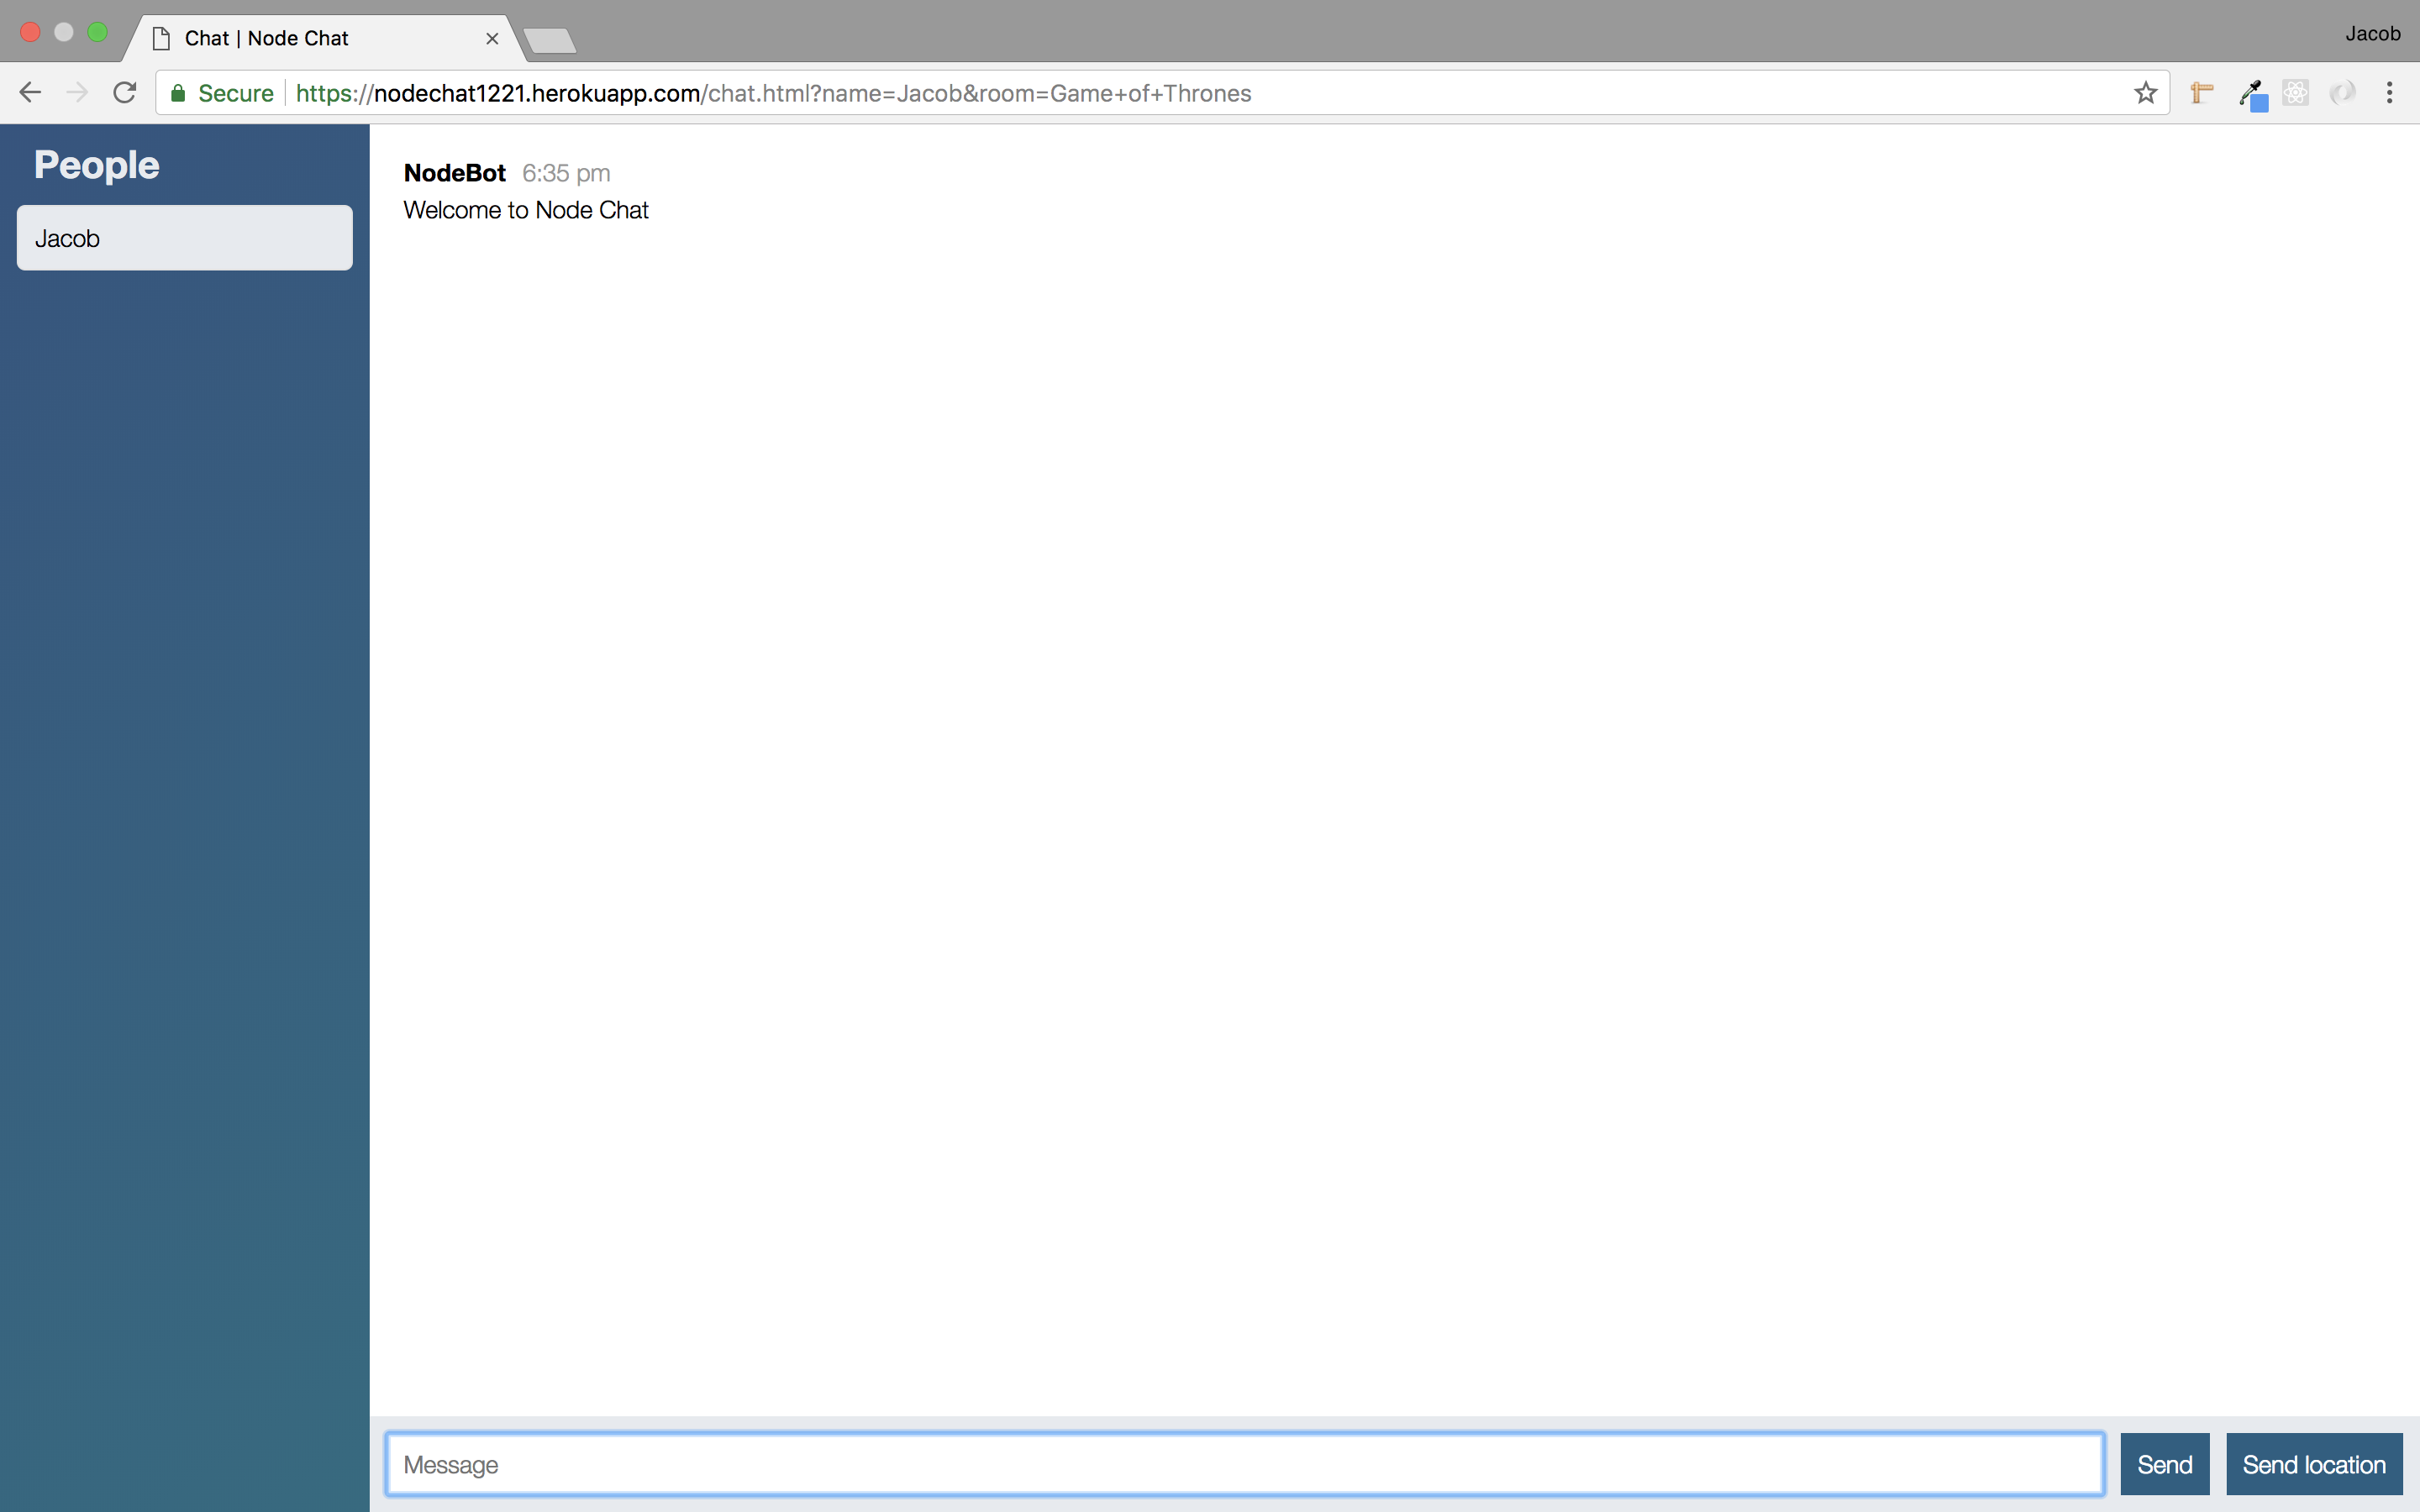 Chat | Node Chat
Jacob
Secure https://nodechat1221.herokuapp.com/chat.html?name=Jacob&room=Game+of+Thrones
People
Jacob
NodeBot 6:35 pm
Welcome to Node Chat
Message
Send
Send location